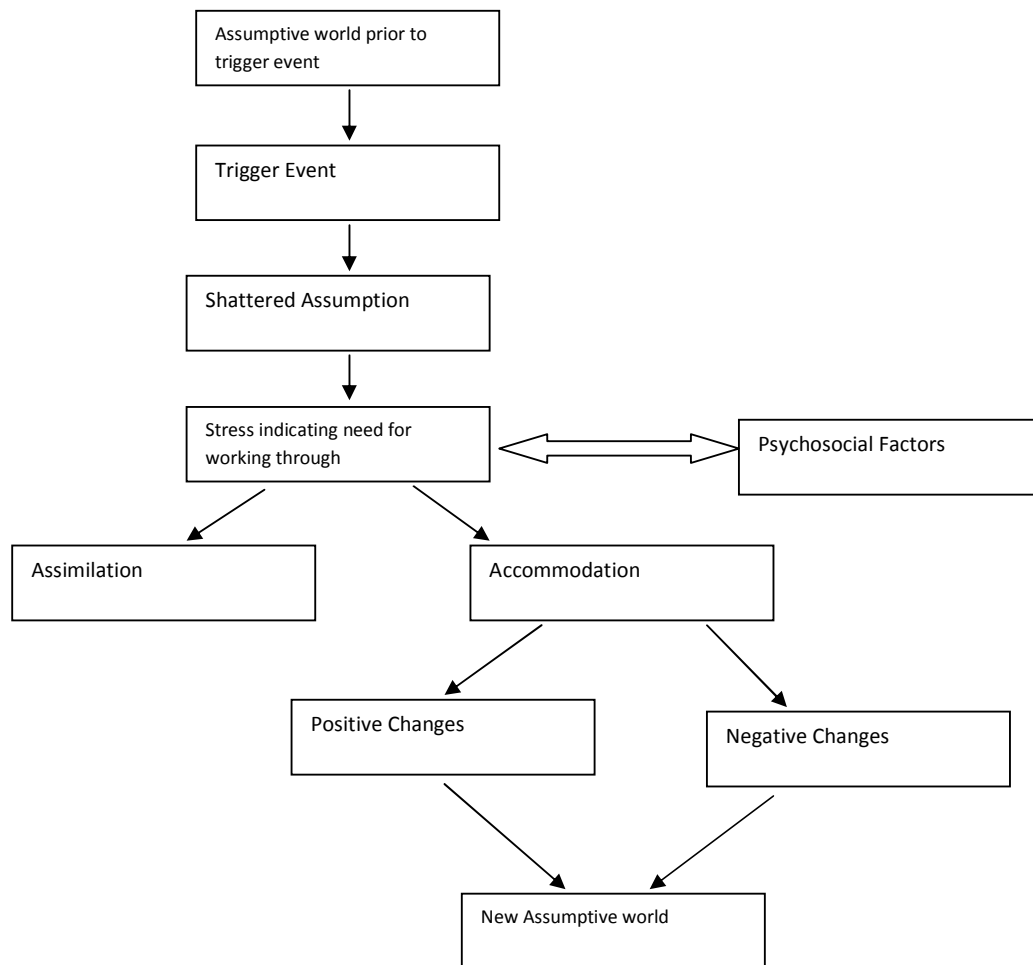 Assumptive world prior to
trigger event
Trigger Event
Shattered Assumption
Stress indicating need for
working through
Psychosocial Factors
Assimilation
Accommodation
Positive Changes
Negative Changes
New Assumptive world